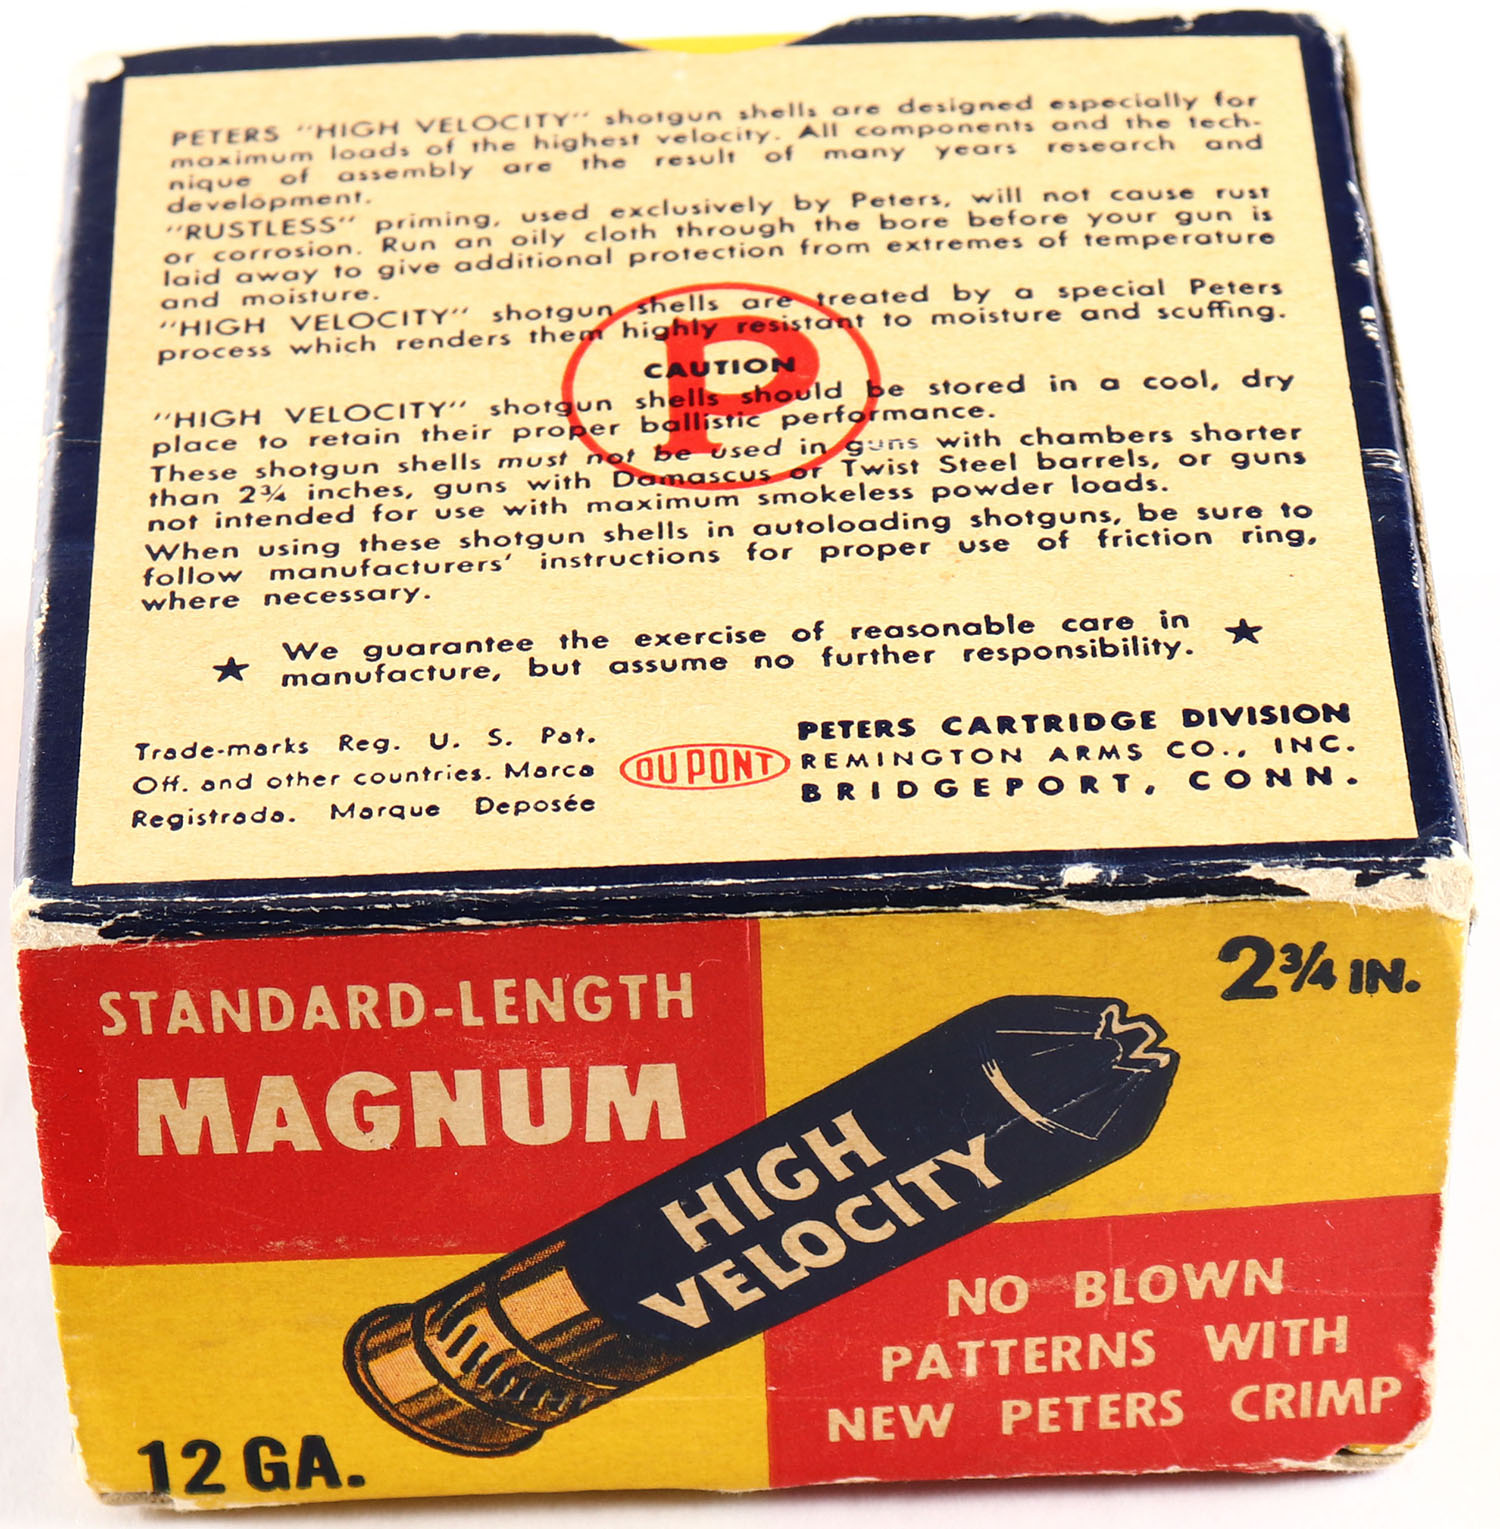 PETERS "HIGH VELOCITY" shotgun shells are designed especially for
maximum loads of the highest velocity. All components and the tech-
nique of assembly are the result of many years research and
development.
"RUSTLESS" priming, used exclusively by Peters, will not cause rust
or corrosion. Run an oily cloth through the bore before your gun is
laid away to give additional protection from extremes of temperature
and moisture.
"HIGH VELOCITY" shotgun shells are treated by a special Peters
process which renders them highly resistant to moisture and scuffing.
P
CAUTION
"HIGH VELOCITY" shotgun shells should be stored in a cool, dry
place to retain their proper ballistic performance.
These shotgun shells must not be used in guns with chambers shorter
than 2¾ inches, guns with Damascus or Twist Steel barrels, or guns
not intended for use with maximum smokeless powder loads.
When using these shotgun shells in autoloading shotguns, be sure to
follow manufacturers' instructions for proper use of friction ring,
where necessary.
★ We guarantee the exercise of reasonable care in ★
manufacture, but assume no further responsibility.
Trade-marks Reg. U. S. Pat.
Off. and other countries. Marca
Registrada. Marque Deposée
DU PONT
PETERS CARTRIDGE DIVISION
REMINGTON ARMS CO., INC.
BRIDGEPORT, CONN.
STANDARD-LENGTH
MAGNUM
2¾ IN.
HIGH
VELOCITY
12 GA.
NO BLOWN
PATTERNS WITH
NEW PETERS CRIMP